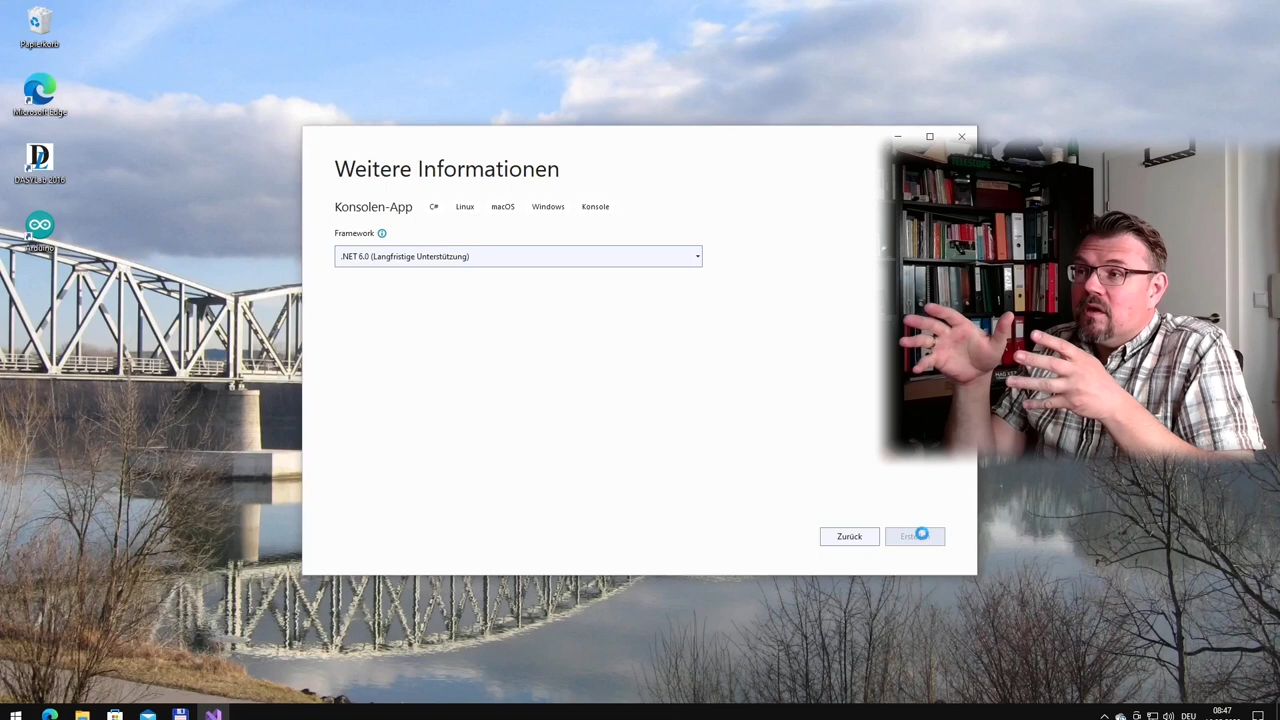 Papierkorb
Microsoft Edge
DASYLab 2016
Arduino
Weitere Informationen
Konsolen-App C# Linux macOS Windows Konsole
Framework
.NET 6.0 (Langfristige Unterstützung)
Zurück
TELESCOPE
DEU
08:47